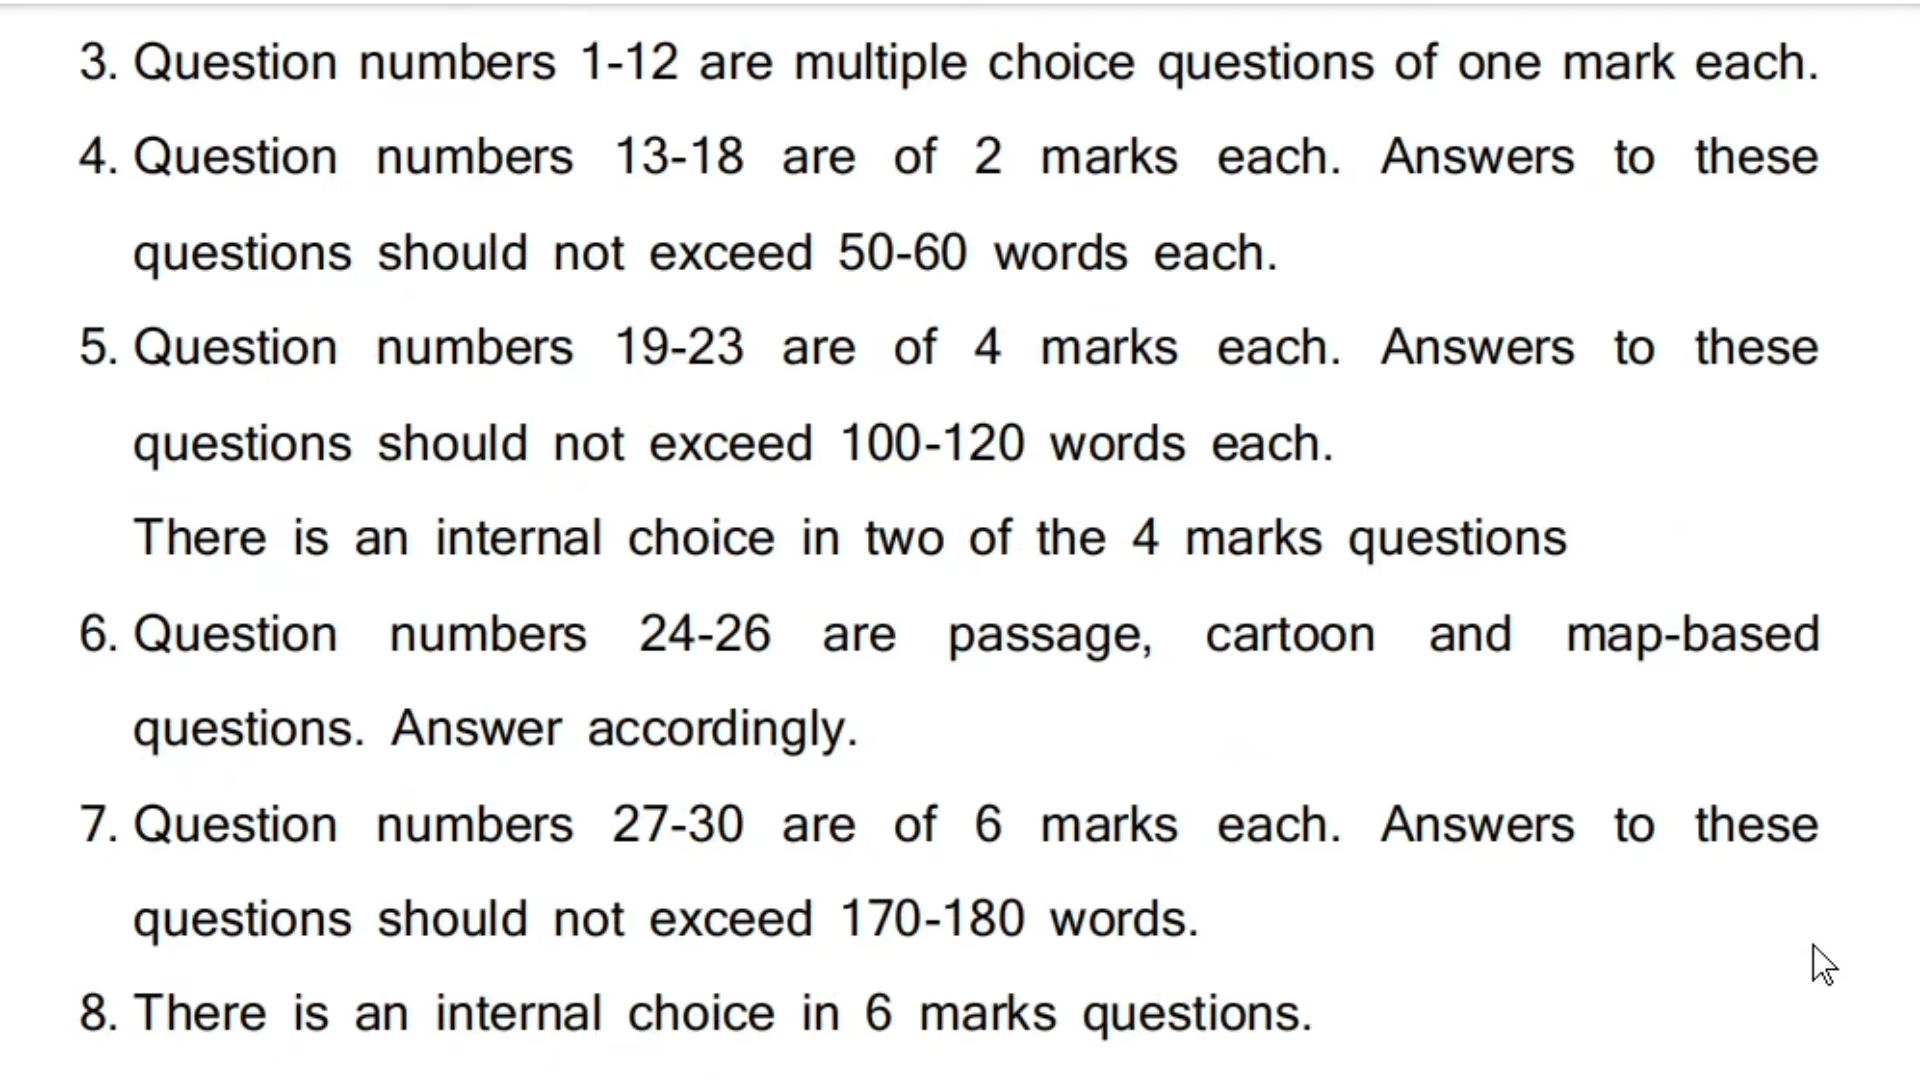 3. Question numbers 1-12 are multiple choice questions of one mark each.
4. Question numbers 13-18 are of 2 marks each. Answers to these
questions should not exceed 50-60 words each.
5. Question numbers 19-23 are of 4 marks each. Answers to these
questions should not exceed 100-120 words each.
There is an internal choice in two of the 4 marks questions
6. Question numbers 24-26 are passage, cartoon and map-based
questions. Answer accordingly.
7. Question numbers 27-30 are of 6 marks each. Answers to these
questions should not exceed 170-180 words.
8. There is an internal choice in 6 marks questions.